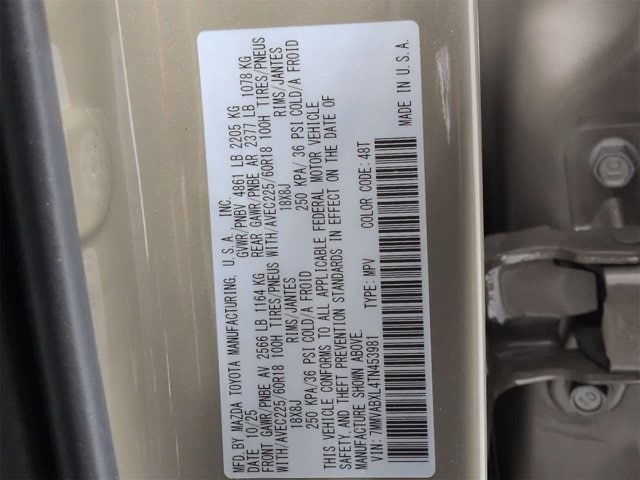 MFD. BY MAZDA TOYOTA MANUFACTURING, U.S.A., INC.
10/25 GVWR/PNBV 4861 LB 2205 KG
FRONT GAWR/PNBE AV 2566 LB 1164 KG REAR GAWR/PNBE AR 2377 LB 1078 KG
WITH/AVEC225/60R18 100H TIRES/PNEUS WITH/AVEC225/60R18 100H TIRES/PNEUS
18X8J RIMS/JANTES 18X8J RIMS/JANTES
250 KPA/36 PSI COLD/A FROID 250 KPA/ 36 PSI COLD/A FROID
THIS VEHICLE CONFORMS TO ALL APPLICABLE FEDERAL MOTOR VEHICLE
SAFETY AND THEFT PREVENTION STANDARDS IN EFFECT ON THE DATE OF
MANUFACTURE SHOWN ABOVE.
VIN: 7MMVABXL4TN453981 TYPE: MPV COLOR CODE: 48T
MADE IN U.S.A.